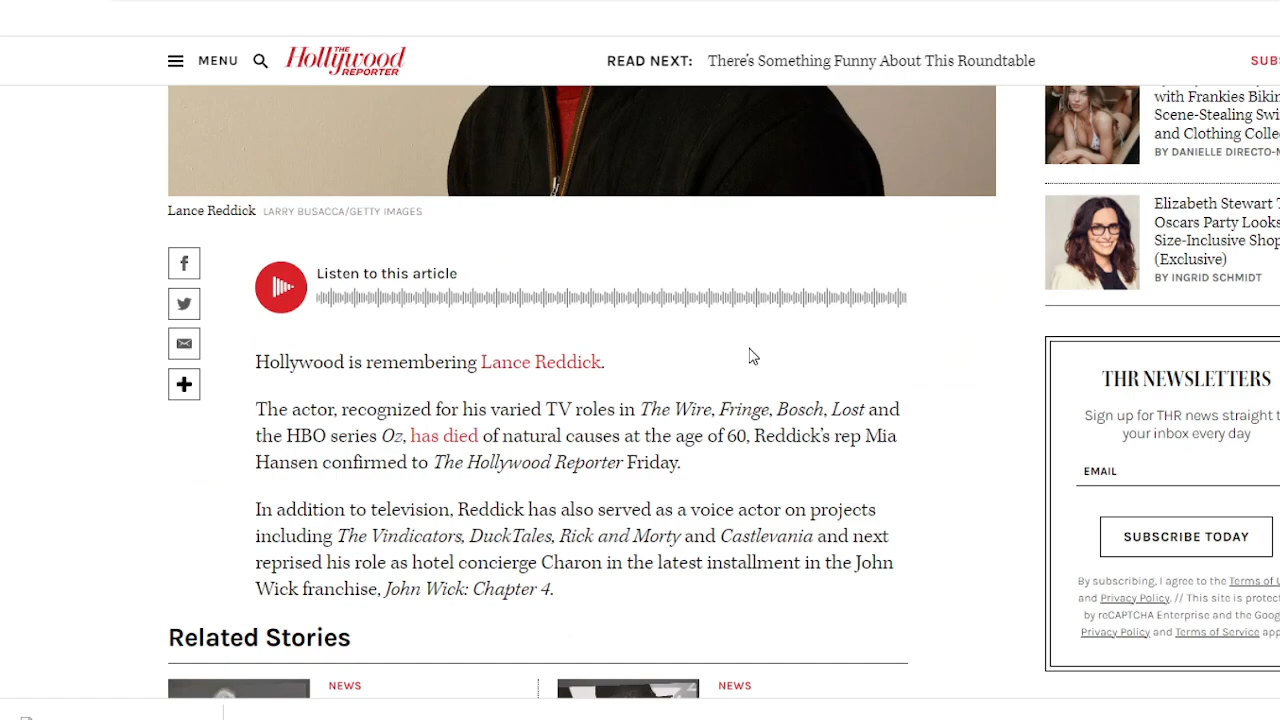 MENU
THE
Hollywood
REPORTER
READ NEXT: There's Something Funny About This Roundtable
SUBS
with Frankies Bikin
Scene-Stealing Swi
and Clothing Colle
BY DANIELLE DIRECTO-M
Lance Reddick LARRY BUSACCA/GETTY IMAGES
Elizabeth Stewart T
Oscars Party Looks
Size-Inclusive Shop
(Exclusive)
BY INGRID SCHMIDT
Listen to this article
Hollywood is remembering Lance Reddick.
The actor, recognized for his varied TV roles in The Wire, Fringe, Bosch, Lost and
the HBO series Oz, has died of natural causes at the age of 60, Reddick's rep Mia
Hansen confirmed to The Hollywood Reporter Friday.
In addition to television, Reddick has also served as a voice actor on projects
including The Vindicators, DuckTales, Rick and Morty and Castlevania and next
reprised his role as hotel concierge Charon in the latest installment in the John
Wick franchise, John Wick: Chapter 4.
THR NEWSLETTERS
Sign up for THR news straight t
your inbox every day
EMAIL
SUBSCRIBE TODAY
By subscribing, I agree to the Terms of U
and Privacy Policy. // This site is protec
by reCAPTCHA Enterprise and the Goog
Privacy Policy and Terms of Service app
Related Stories
NEWS
NEWS